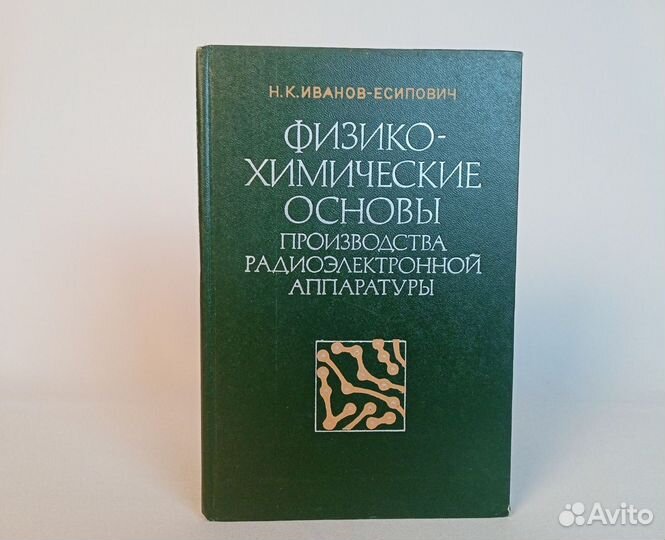 Н.К.ИВАНОВ-ЕСИПОВИЧ
ФИЗИКО-
ХИМИЧЕСКИЕ
ОСНОВЫ
ПРОИЗВОДСТВА
РАДИОЭЛЕКТРОННОЙ
АППАРАТУРЫ
Avito